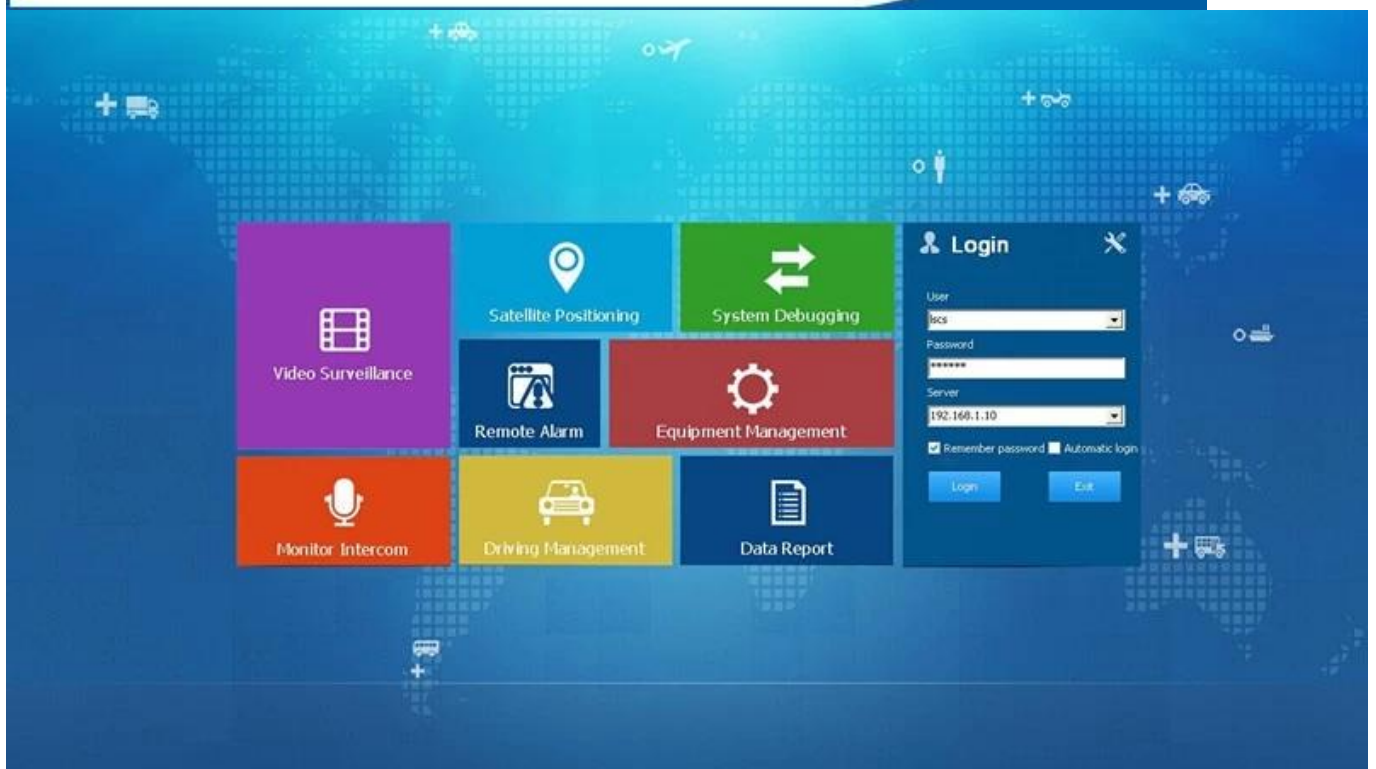 Login
User
lscs
Password
******
Server
192.168.1.10
Remember password Automatic login
Login Exit
Video Surveillance
Satellite Positioning
System Debugging
Remote Alarm
Equipment Management
Monitor Intercom
Driving Management
Data Report